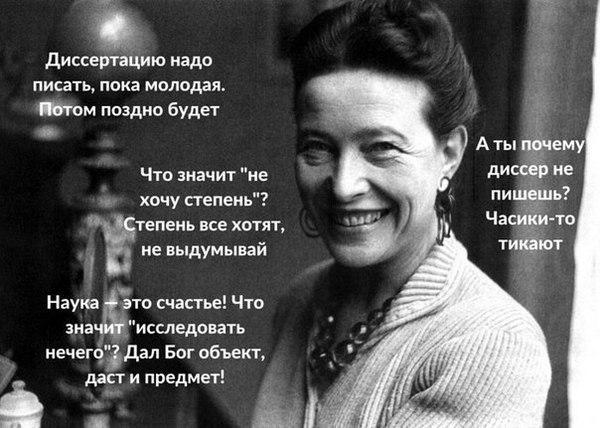 Диссертацию надо
писать, пока молодая.
Потом поздно будет
А ты почему
диссер не
пишешь?
Часики-то
тикают
Что значит "не
хочу степень"?
Степень все хотят,
не выдумывай
Наука — это счастье! Что
значит "исследовать
нечего"? Дал Бог объект,
даст и предмет!